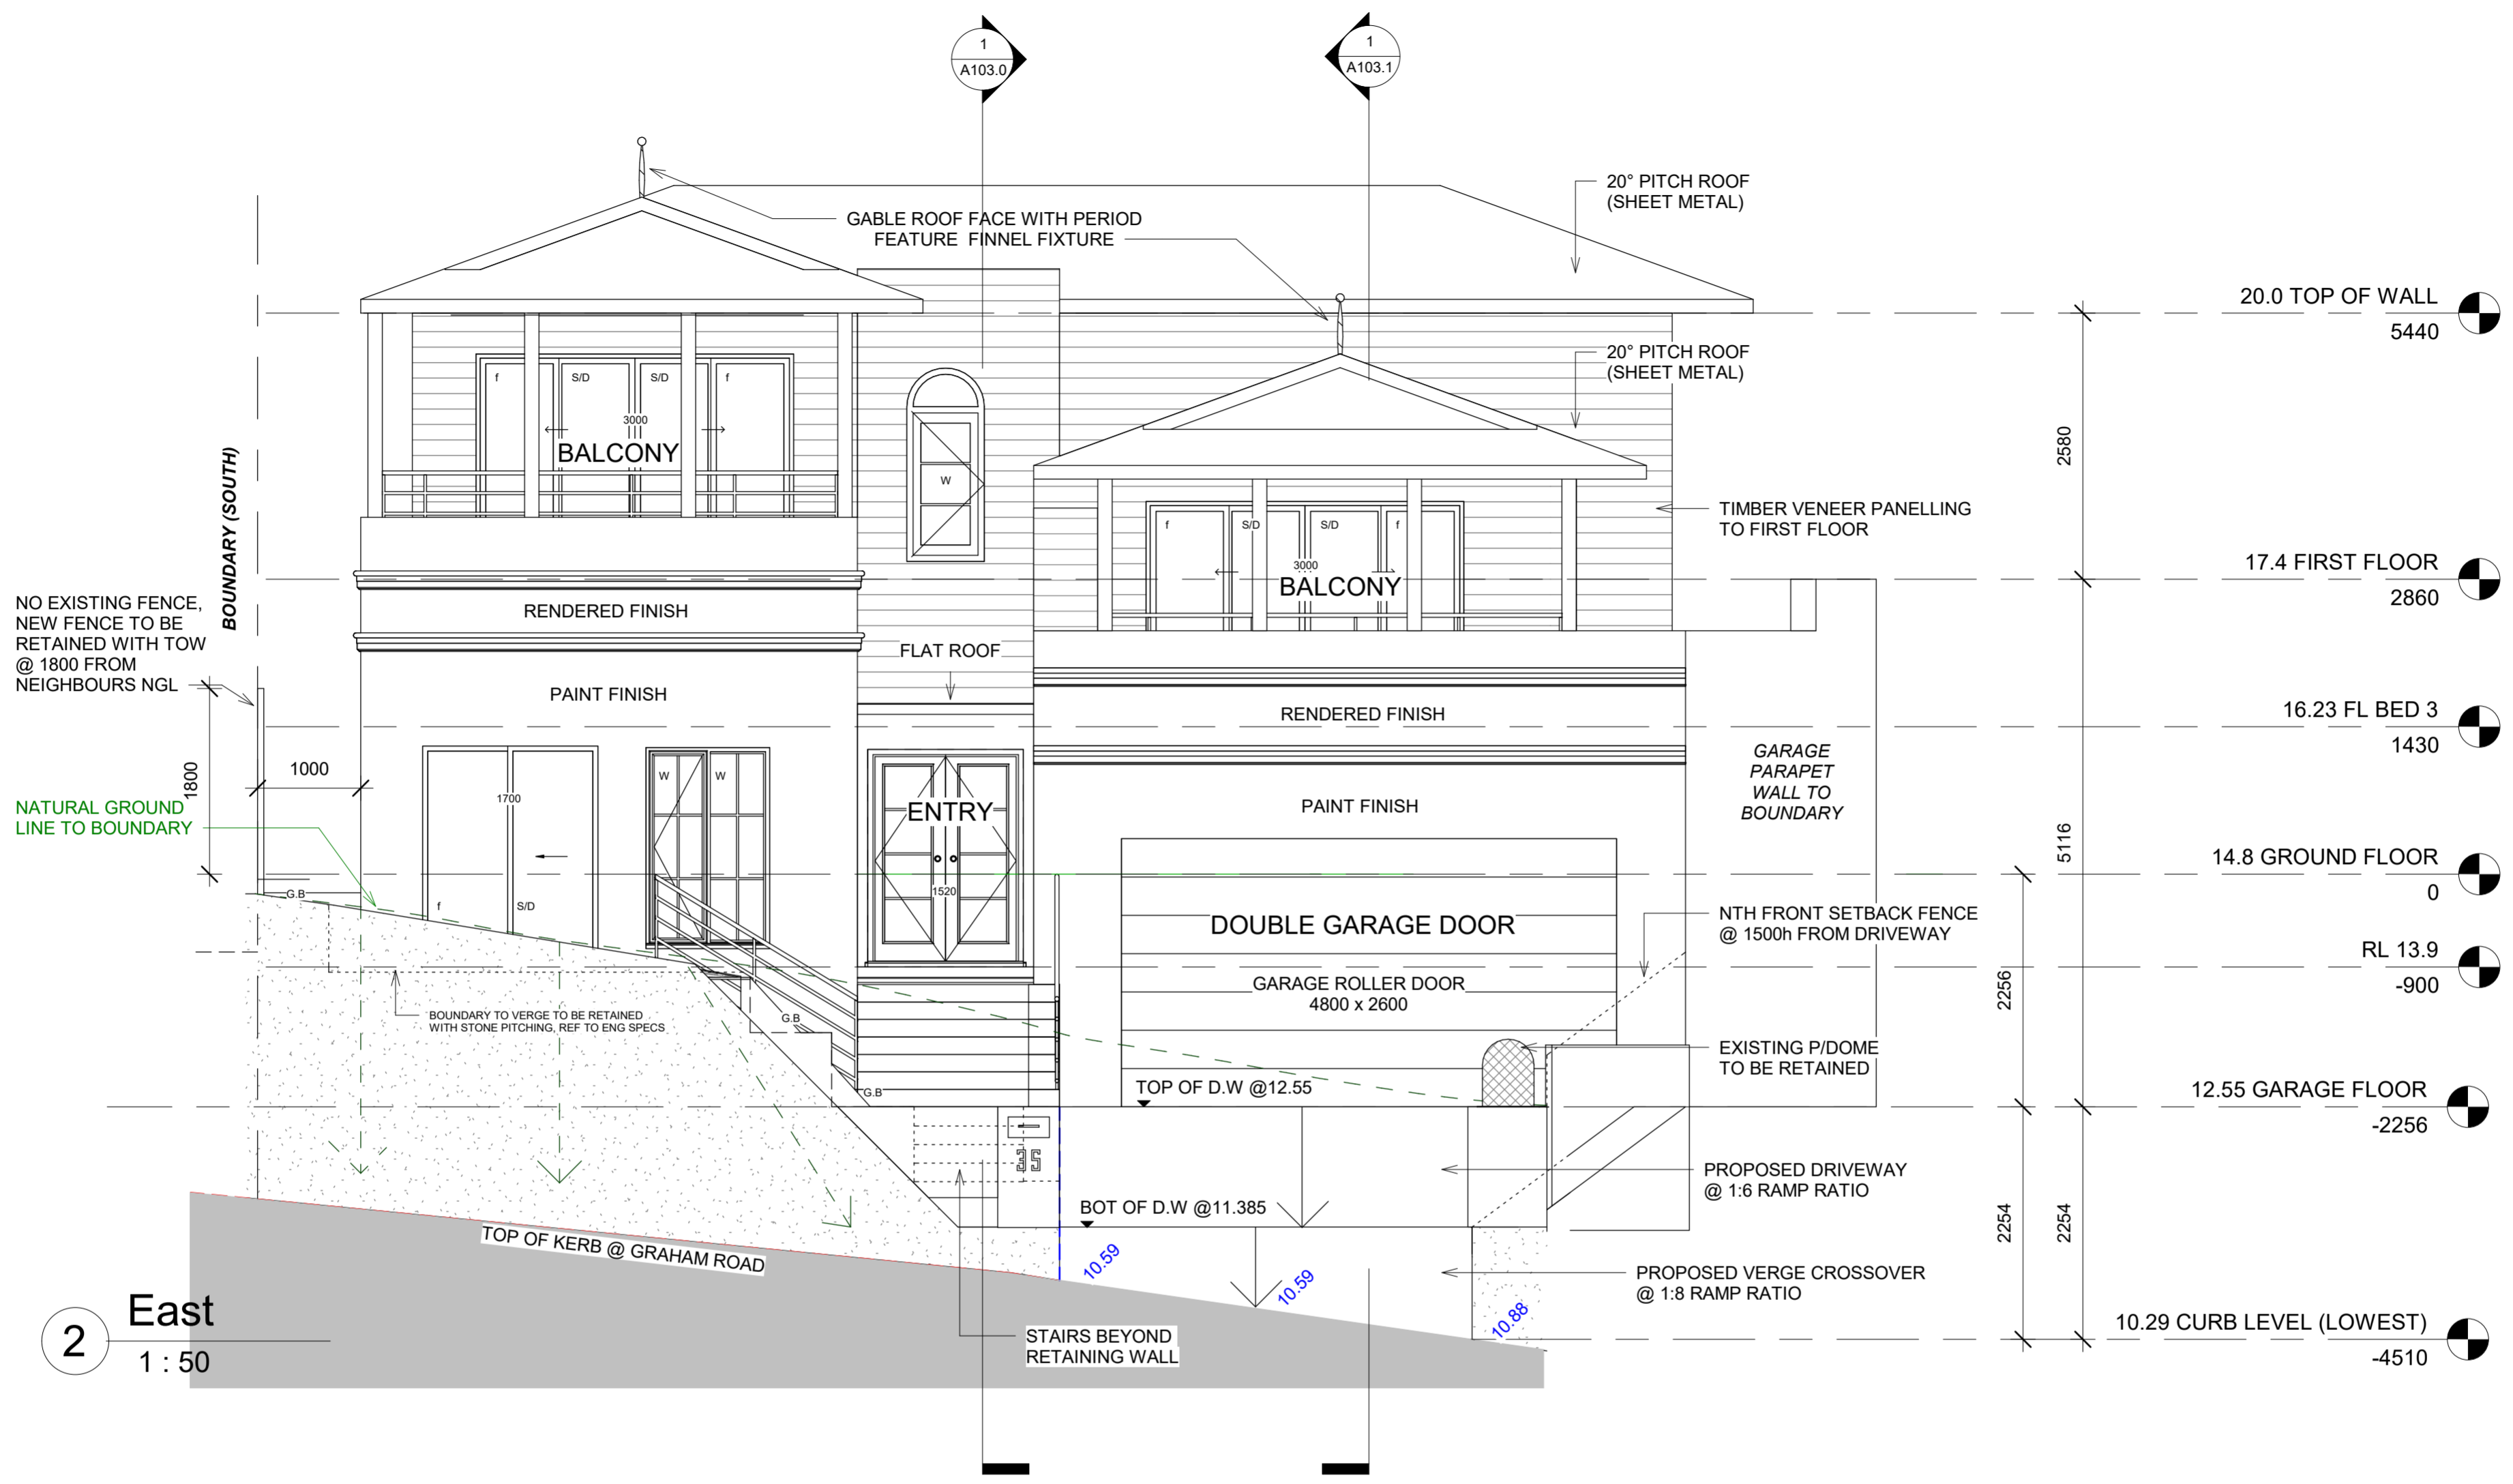 1
A103.0
1
A103.1
20° PITCH ROOF
(SHEET METAL)
GABLE ROOF FACE WITH PERIOD
FEATURE  FINNEL FIXTURE
20.0 TOP OF WALL
5440
20° PITCH ROOF
(SHEET METAL)
f
S/D
S/D
f
3000
BALCONY
2580
BOUNDARY (SOUTH)
W
TIMBER VENEER PANELLING
TO FIRST FLOOR
f
S/D
S/D
f
3000
BALCONY
17.4 FIRST FLOOR
2860
NO EXISTING FENCE,
NEW FENCE TO BE
RETAINED WITH TOW
@ 1800 FROM
NEIGHBOURS NGL
RENDERED FINISH
FLAT ROOF
PAINT FINISH
RENDERED FINISH
16.23 FL BED 3
1430
GARAGE
PARAPET
WALL TO
BOUNDARY
1800
1000
W
W
1700
NATURAL GROUND
LINE TO BOUNDARY
ENTRY
PAINT FINISH
5116
14.8 GROUND FLOOR
0
G.B
f
S/D
1520
DOUBLE GARAGE DOOR
NTH FRONT SETBACK FENCE
@ 1500h FROM DRIVEWAY
RL 13.9
-900
2256
GARAGE ROLLER DOOR
4800 x 2600
BOUNDARY TO VERGE TO BE RETAINED
WITH STONE PITCHING, REF TO ENG SPECS
G.B
EXISTING P/DOME
TO BE RETAINED
G.B
TOP OF D.W @12.55
12.55 GARAGE FLOOR
-2256
35
PROPOSED DRIVEWAY
@ 1:6 RAMP RATIO
BOT OF D.W @11.385
2254
2254
TOP OF KERB @ GRAHAM ROAD
10.59
10.59
10.88
PROPOSED VERGE CROSSOVER
@ 1:8 RAMP RATIO
STAIRS BEYOND
RETAINING WALL
10.29 CURB LEVEL (LOWEST)
-4510
2
East
1 : 50